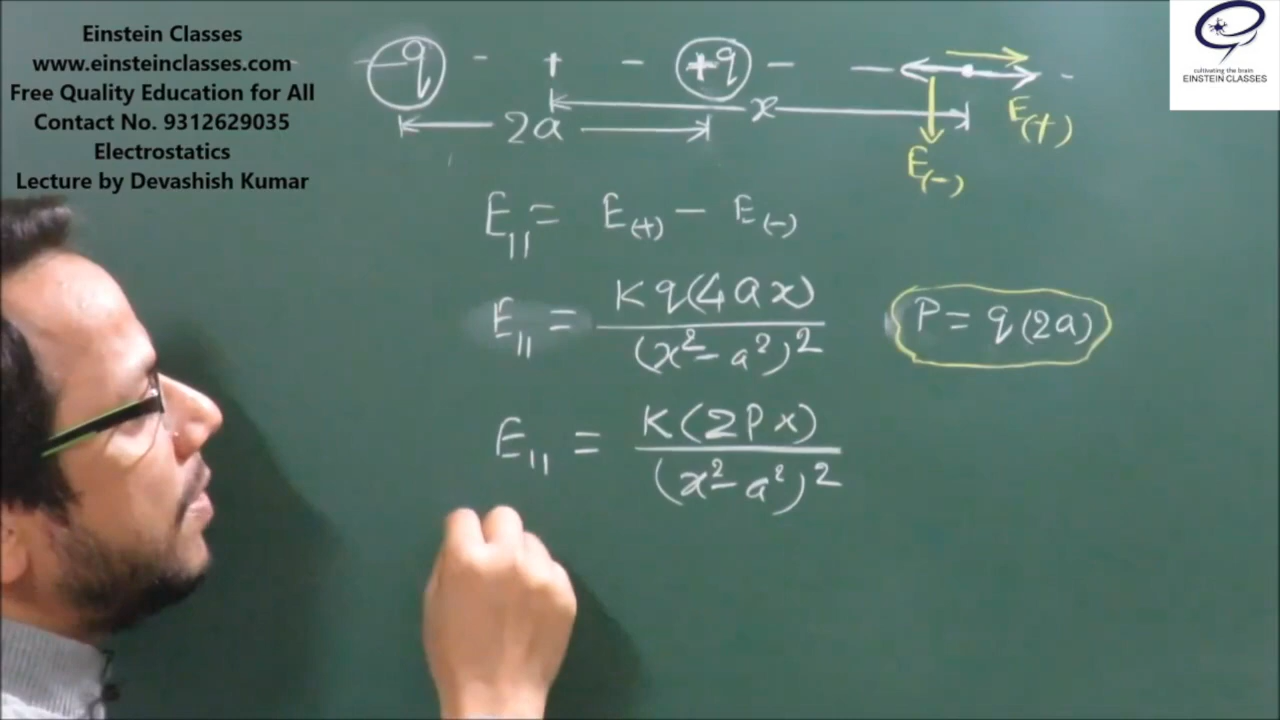 Einstein Classes
www.einsteinclasses.com
Free Quality Education for All
Contact No. 9312629035
Electrostatics
Lecture by Devashish Kumar
cultivating the brain
EINSTEIN CLASSES
-q - + - +q - -
2a x
E(-) E(+)
E|| = E(+) - E(-)
E|| = Kq(4ax) / (x² - a²)²
P = q(2a)
E|| = K(2Px) / (x² - a²)²